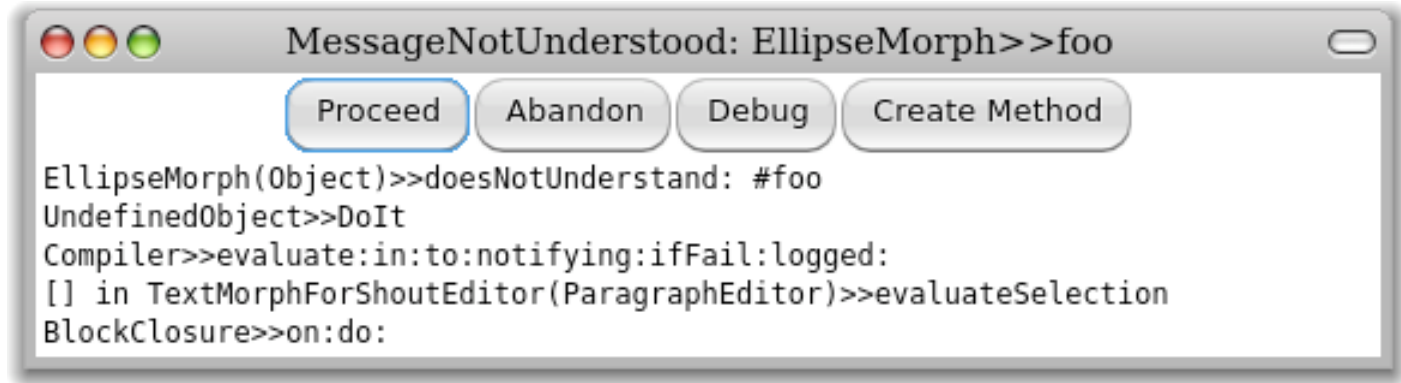 MessageNotUnderstood: EllipseMorph>>foo
Proceed Abandon Debug Create Method
EllipseMorph(Object)>>doesNotUnderstand: #foo
UndefinedObject>>DoIt
Compiler>>evaluate:in:to:notifying:ifFail:logged:
[] in TextMorphForShoutEditor(ParagraphEditor)>>evaluateSelection
BlockClosure>>on:do: